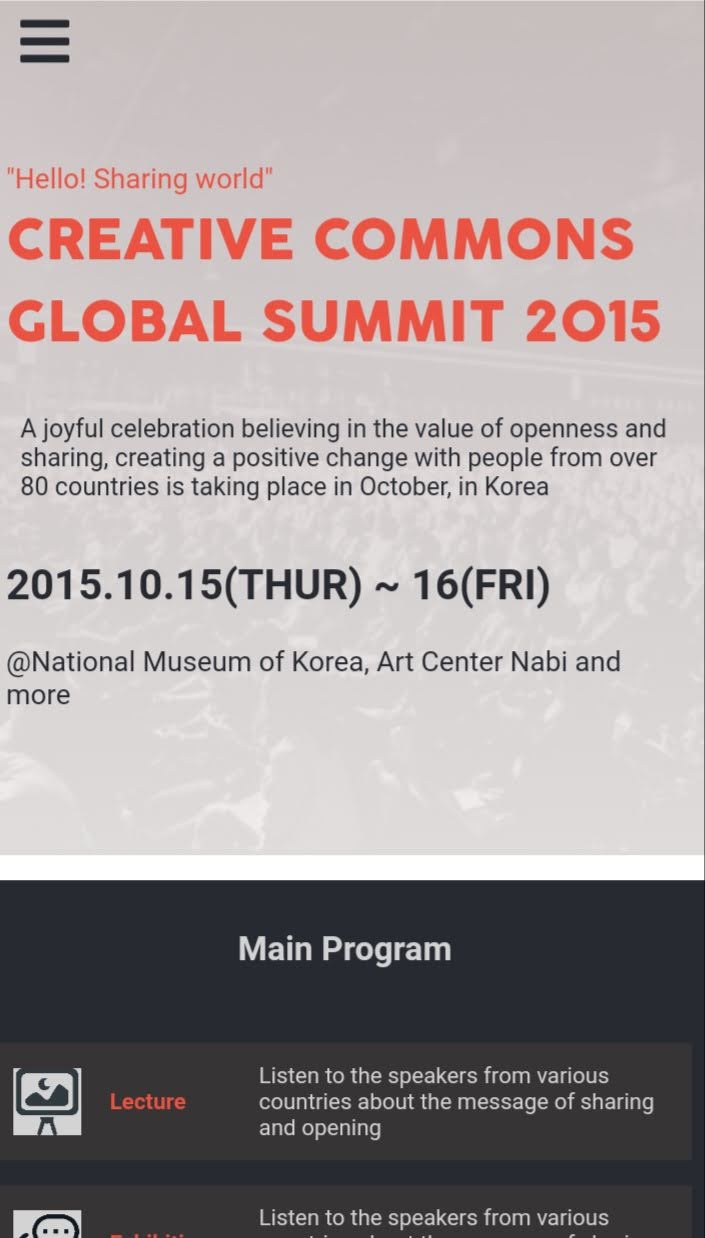 "Hello! Sharing world"
CREATIVE COMMONS
GLOBAL SUMMIT 2015
A joyful celebration believing in the value of openness and
sharing, creating a positive change with people from over
80 countries is taking place in October, in Korea
2015.10.15(THUR) ~ 16(FRI)
@National Museum of Korea, Art Center Nabi and
more
Main Program
Lecture
Listen to the speakers from various
countries about the message of sharing
and opening
Listen to the speakers from various